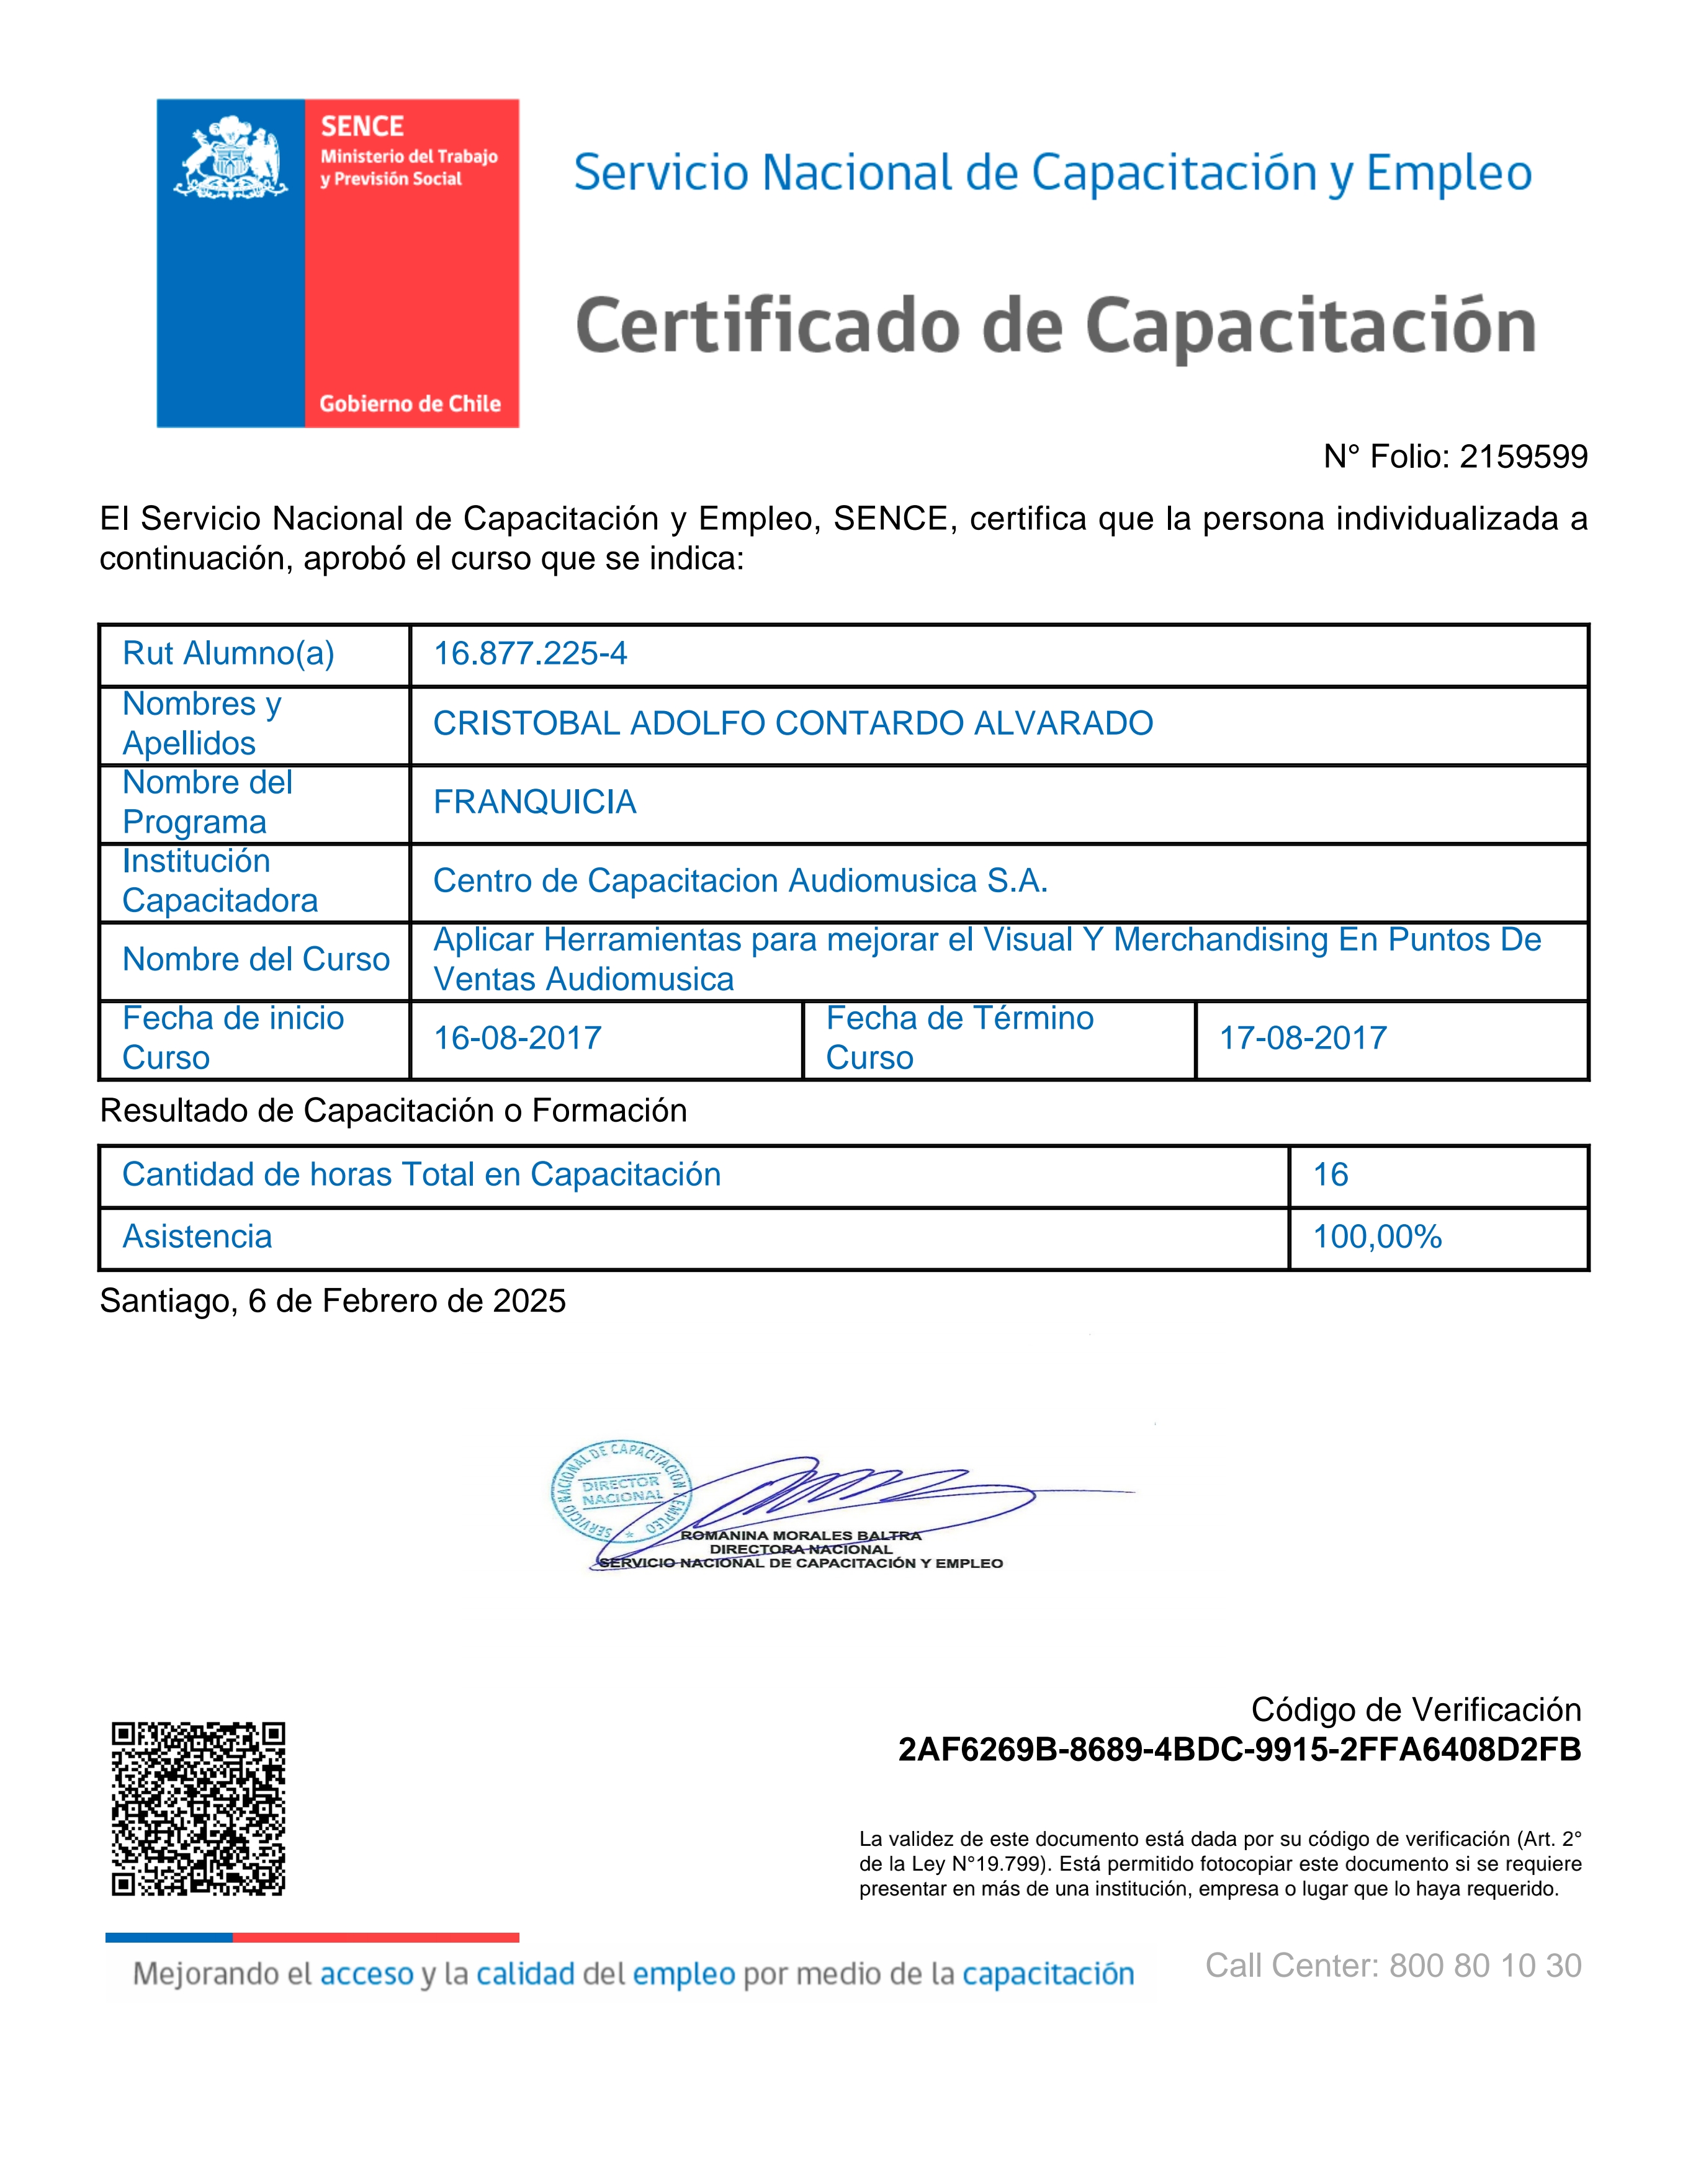 SENCE
Ministerio del Trabajo
y Previsión Social
Gobierno de Chile
Servicio Nacional de Capacitación y Empleo
Certificado de Capacitación
N° Folio: 2159599
El Servicio Nacional de Capacitación y Empleo, SENCE, certifica que la persona individualizada a
continuación, aprobó el curso que se indica:
Rut Alumno(a) 16.877.225-4
Nombres y
Apellidos
CRISTOBAL ADOLFO CONTARDO ALVARADO
Nombre del
Programa
FRANQUICIA
Institución
Capacitadora
Centro de Capacitacion Audiomusica S.A.
Nombre del Curso
Aplicar Herramientas para mejorar el Visual Y Merchandising En Puntos De
Ventas Audiomusica
Fecha de inicio
Curso
16-08-2017
Fecha de Término
Curso
17-08-2017
Resultado de Capacitación o Formación
Cantidad de horas Total en Capacitación 16
Asistencia 100,00%
Santiago, 6 de Febrero de 2025
SERVICIO NACIONAL DE CAPACITACION Y EMPLEO
DIRECTOR
NACIONAL
ROMANINA MORALES BALTRA
DIRECTORA NACIONAL
SERVICIO NACIONAL DE CAPACITACIÓN Y EMPLEO
Código de Verificación
2AF6269B-8689-4BDC-9915-2FFA6408D2FB
La validez de este documento está dada por su código de verificación (Art. 2°
de la Ley N°19.799). Está permitido fotocopiar este documento si se requiere
presentar en más de una institución, empresa o lugar que lo haya requerido.
Mejorando el acceso y la calidad del empleo por medio de la capacitación
Call Center: 800 80 10 30